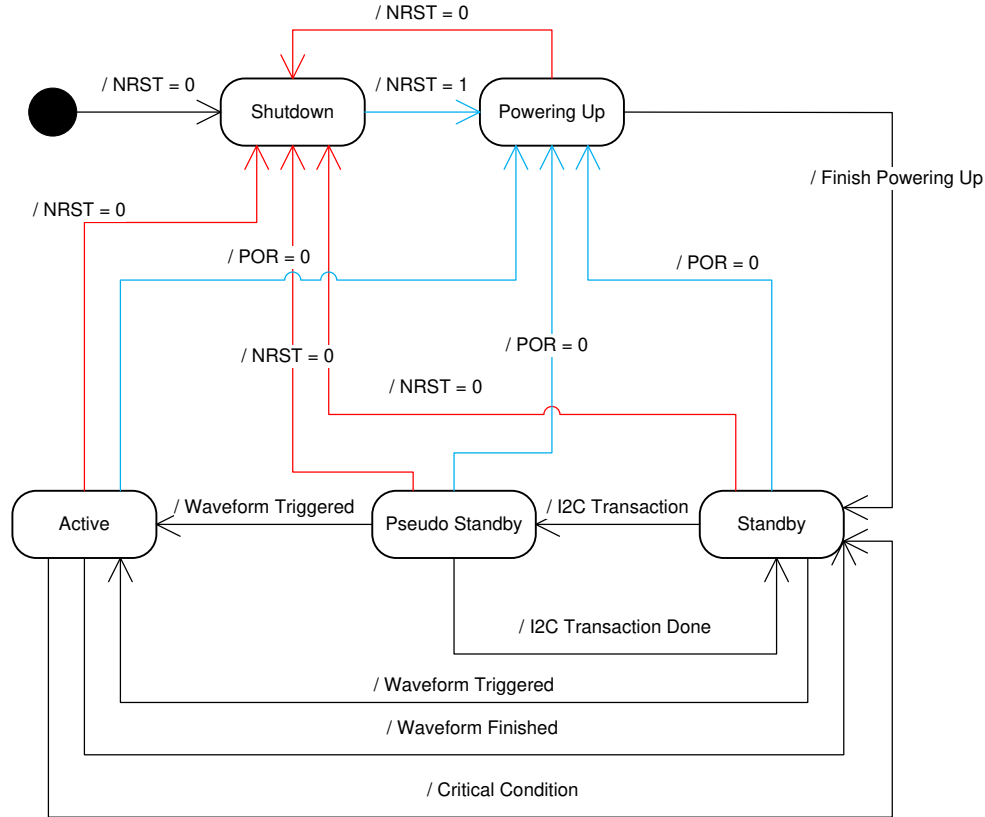 / NRST = 0
/ NRST = 0
/ NRST = 1
Shutdown
Powering Up
/ Finish Powering Up
/ NRST = 0
/ POR = 0
/ POR = 0
/ POR = 0
/ NRST = 0
/ NRST = 0
/ Waveform Triggered
/ I2C Transaction
Active
Pseudo Standby
Standby
/ I2C Transaction Done
/ Waveform Triggered
/ Waveform Finished
/ Critical Condition